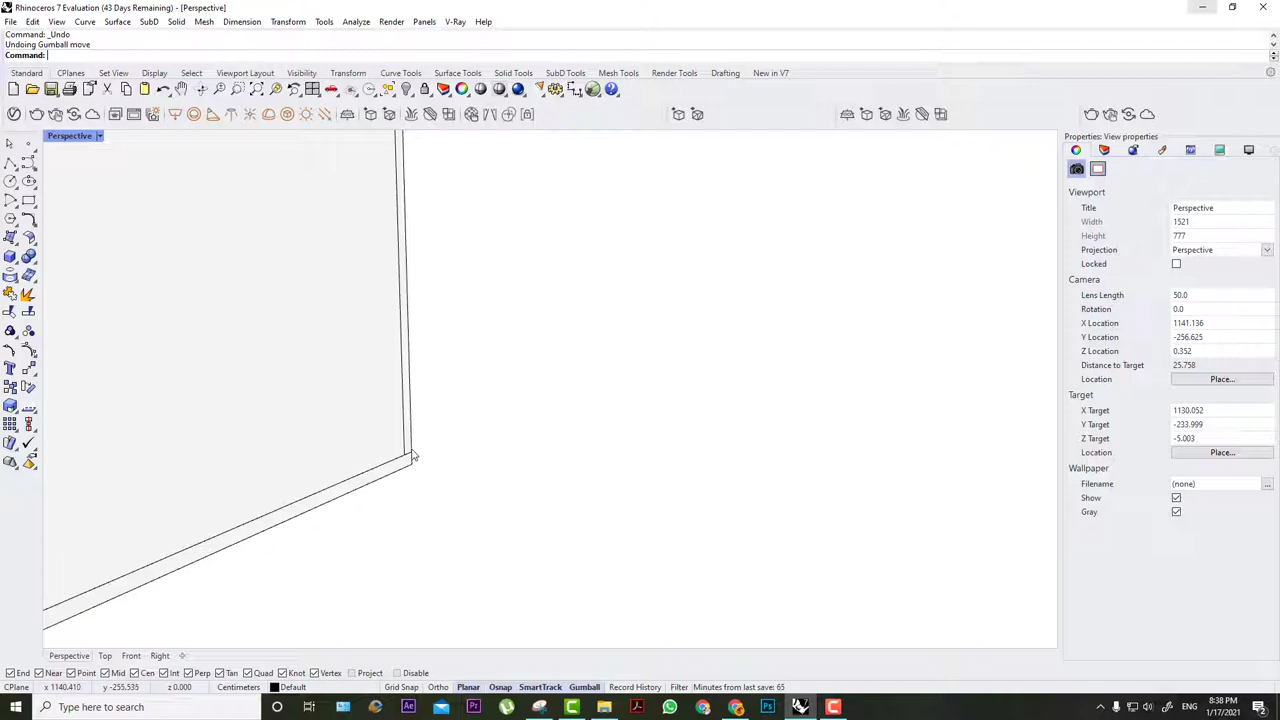 Rhinoceros 7 Evaluation (43 Days Remaining) - [Perspective]
File Edit View Curve Surface SubD Solid Mesh Dimension Transform Tools Analyze Render Panels V-Ray Help
Command: _Undo
Undoing Gumball move
Command:
Standard CPlanes Set View Display Select Viewport Layout Visibility Transform Curve Tools Surface Tools Solid Tools SubD Tools Mesh Tools Render Tools Drafting New in V7
Perspective
Properties: View properties
Viewport
Title Perspective
Width 1521
Height 777
Projection Perspective
Locked
Camera
Lens Length 50.0
Rotation 0.0
X Location 1141.136
Y Location -256.625
Z Location 0.352
Distance to Target 25.758
Location Place...
Target
X Target 1130.052
Y Target -233.999
Z Target -5.003
Location Place...
Wallpaper
Filename (none) ...
Show
Gray
Perspective Top Front Right
End Near Point Mid Cen Int Perp Tan Quad Knot Vertex Project Disable
CPlane x 1140.410 y -255.535 z 0.000 Centimeters Default Grid Snap Ortho Planar Osnap SmartTrack Gumball Record History Filter Minutes from last save: 65
Type here to search
8:38 PM
1/17/2021